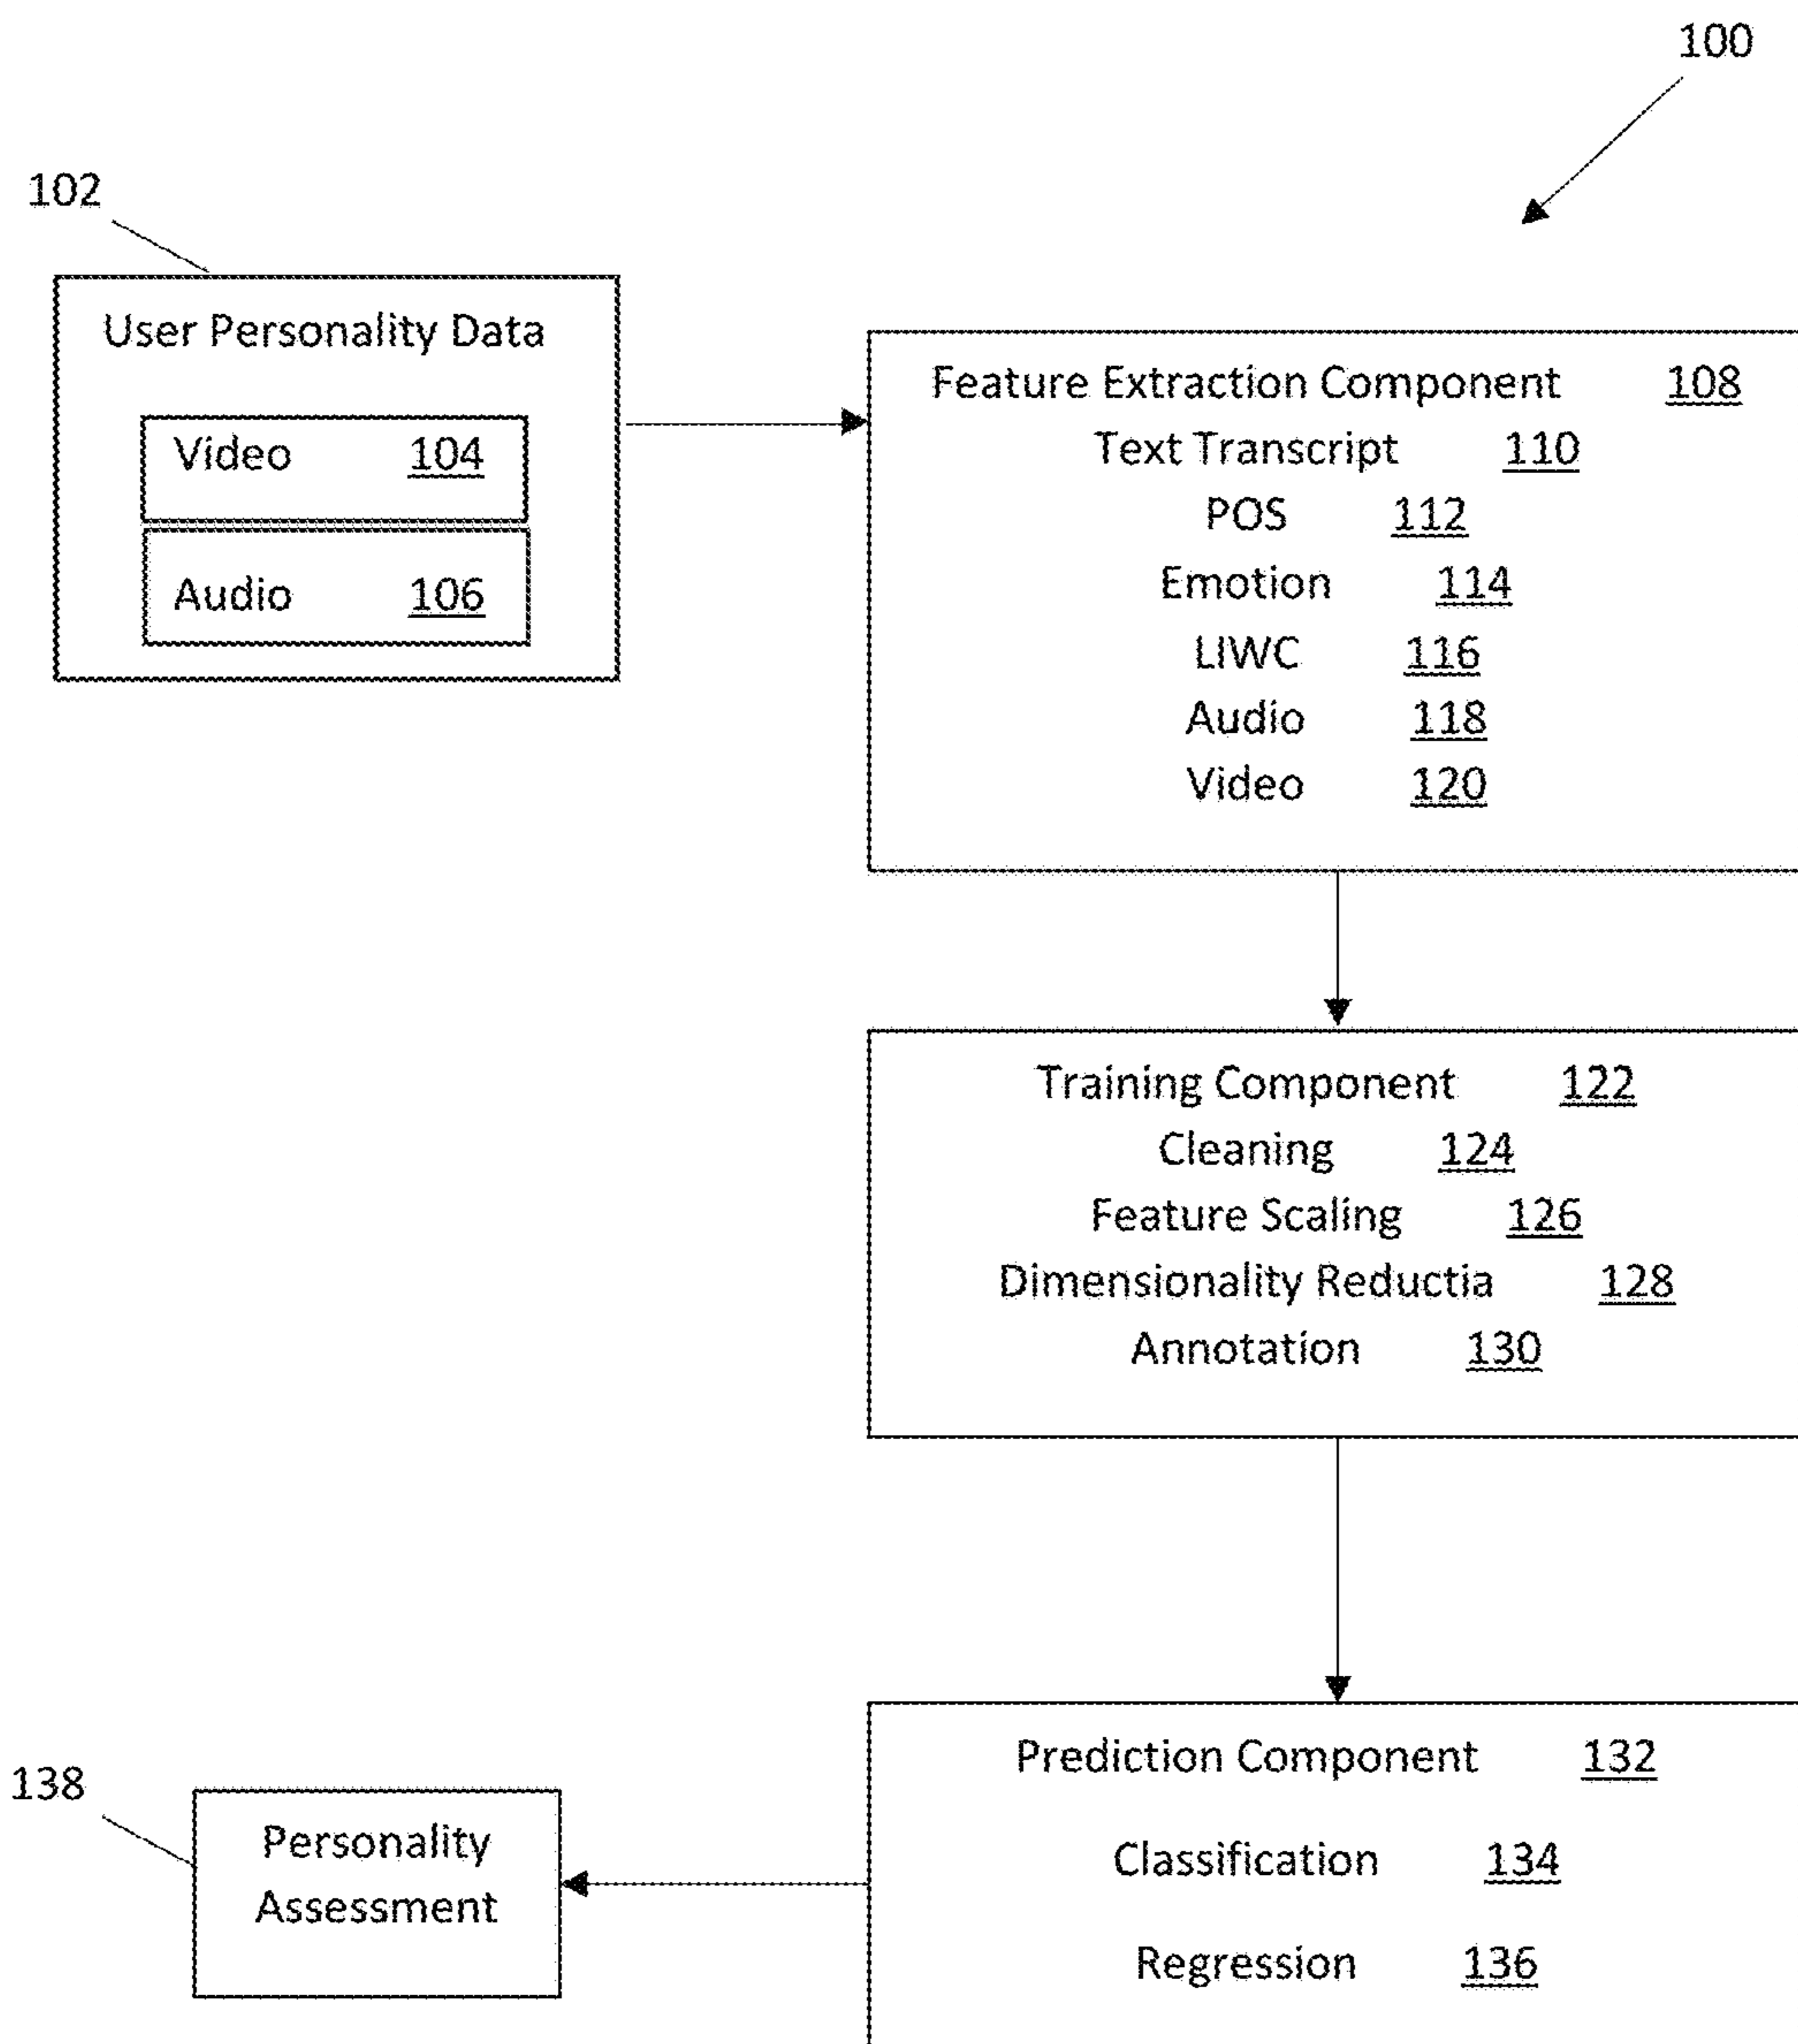 100
102
User Personality Data
Video 104
Audio 106
Feature Extraction Component 108
Text Transcript 110
POS 112
Emotion 114
LIWC 116
Audio 118
Video 120
Training Component 122
Cleaning 124
Feature Scaling 126
Dimensionality Reductia 128
Annotation 130
Prediction Component 132
Classification 134
Regression 136
138
Personality
Assessment